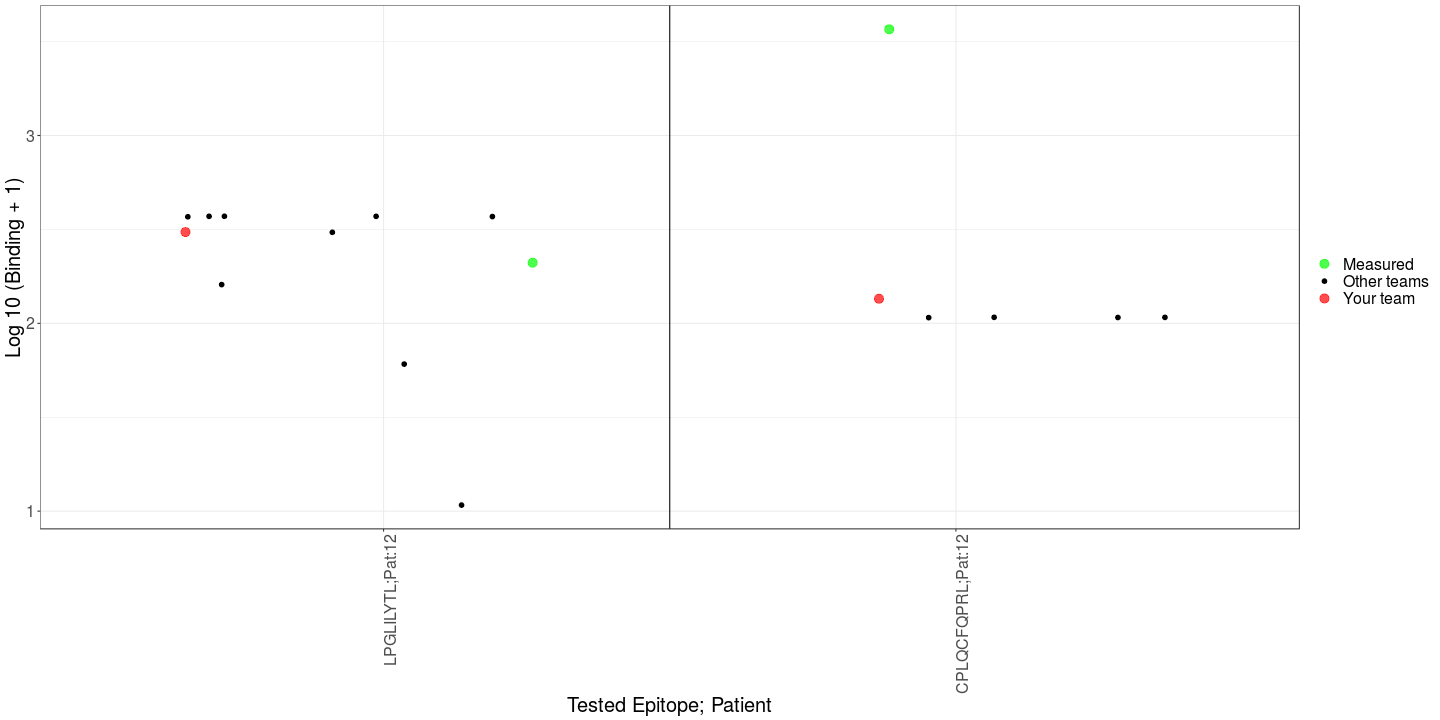 Log 10 (Binding + 1)
3
2
1
LPGLILYTL;Pat:12
CPLQCFQPRL;Pat:12
Tested Epitope; Patient
Measured
Other teams
Your team